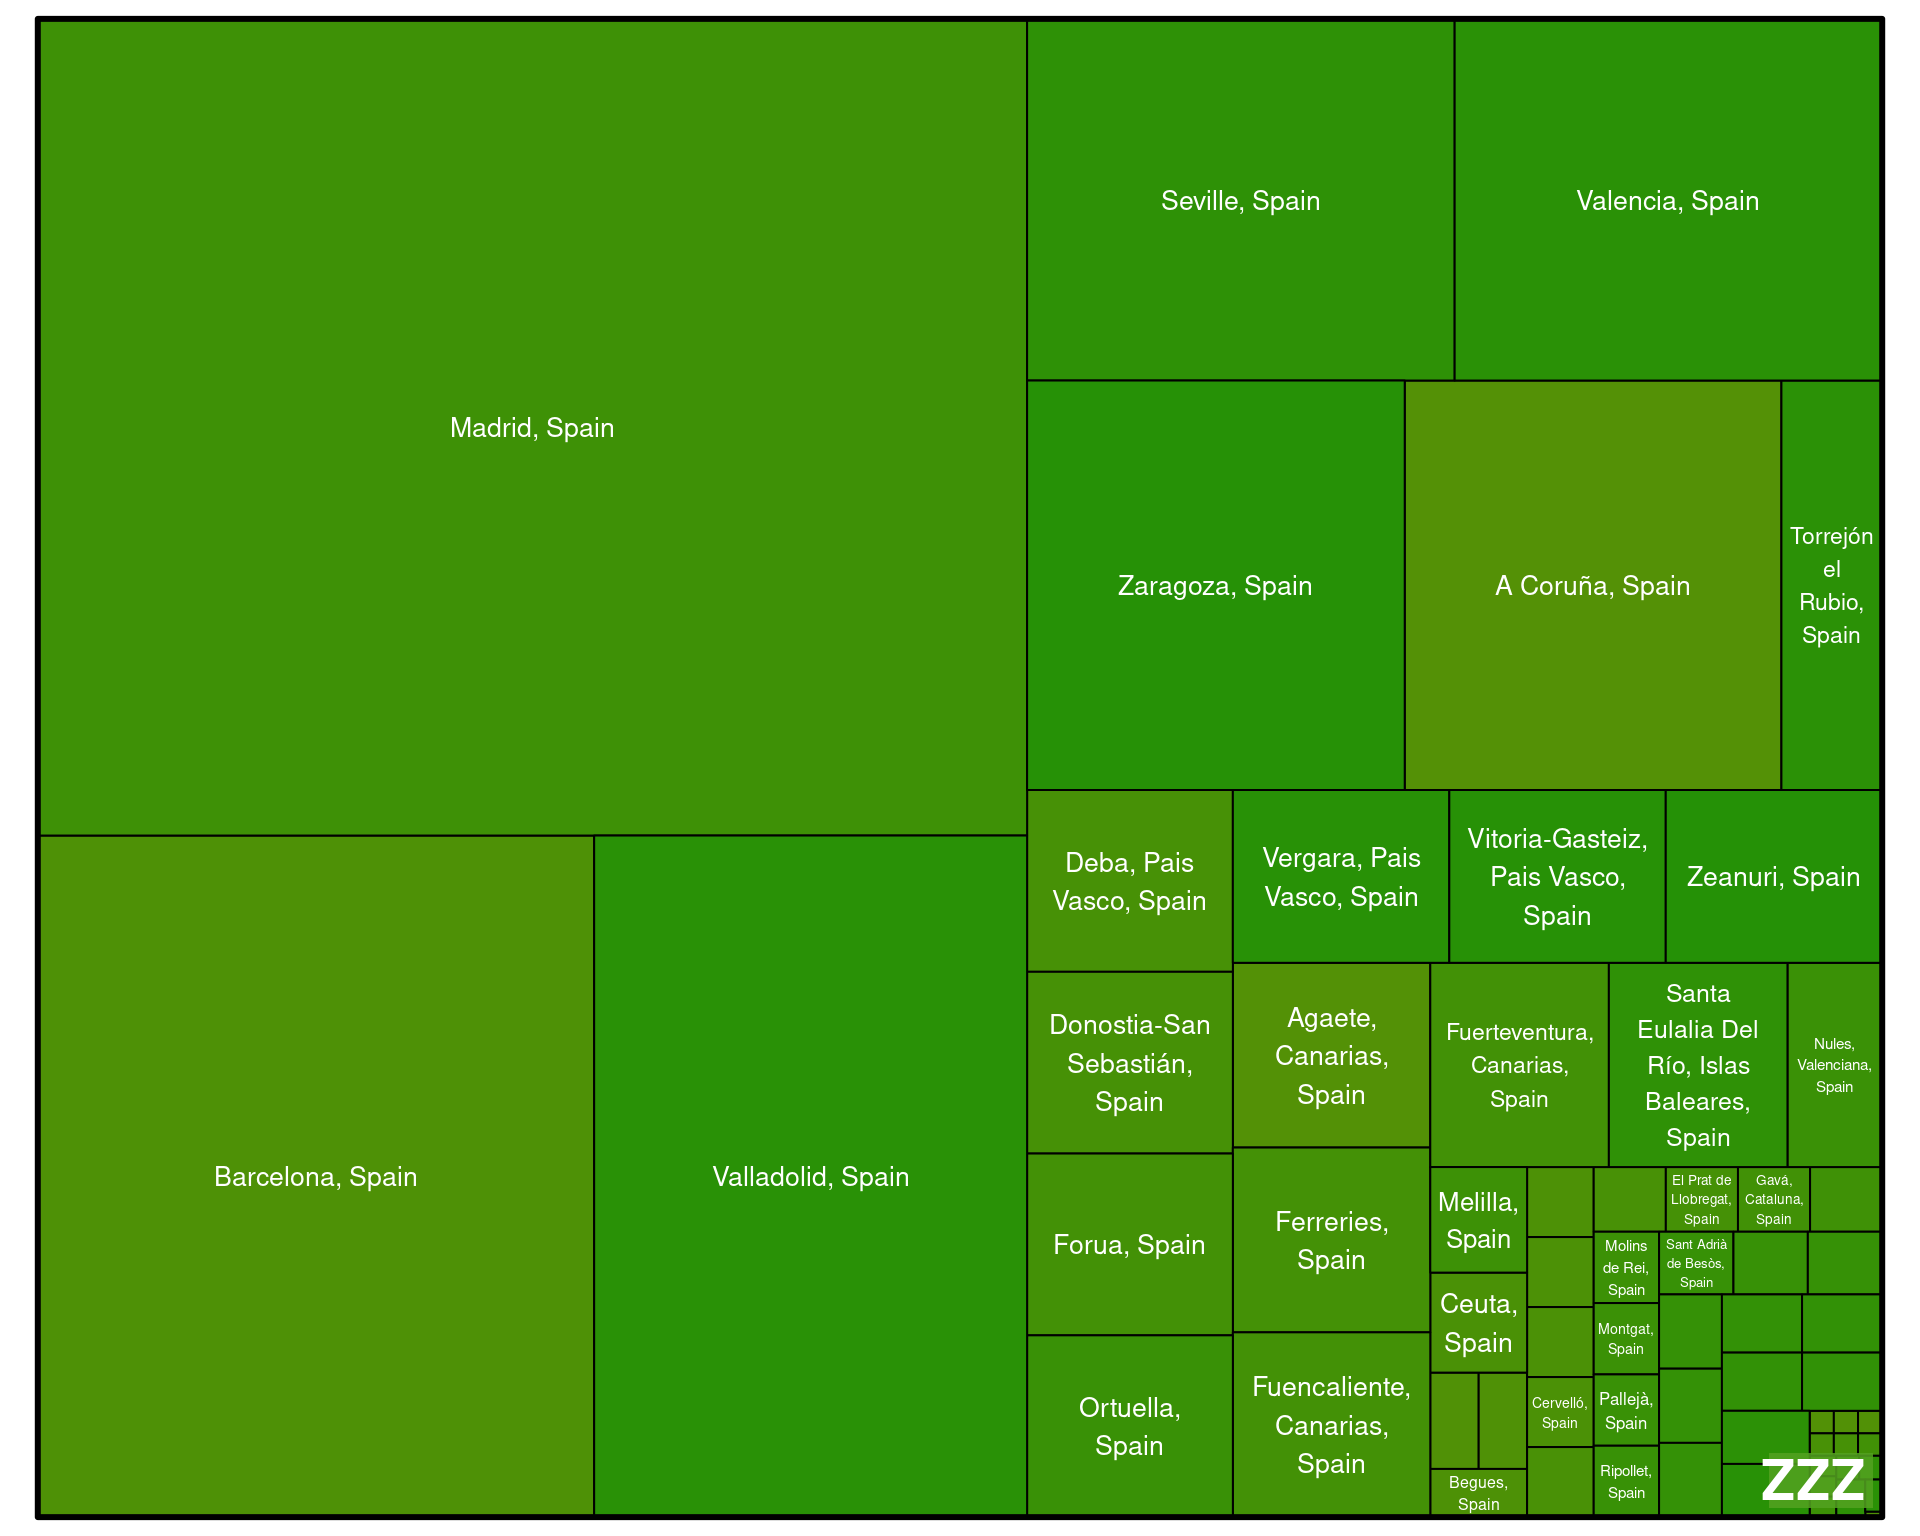 Madrid, Spain
Seville, Spain
Valencia, Spain
Zaragoza, Spain
A Coruña, Spain
Torrejón
el
Rubio,
Spain
Barcelona, Spain
Valladolid, Spain
Deba, Pais
Vasco, Spain
Vergara, Pais
Vasco, Spain
Vitoria-Gasteiz,
Pais Vasco,
Spain
Zeanuri, Spain
Donostia-San
Sebastián,
Spain
Agaete,
Canarias,
Spain
Fuerteventura,
Canarias,
Spain
Santa
Eulalia Del
Río, Islas
Baleares,
Spain
Nules,
Valenciana,
Spain
Forua, Spain
Ferreries,
Spain
Melilla,
Spain
El Prat de
Llobregat,
Spain
Gavá,
Cataluna,
Spain
Molins
de Rei,
Spain
Sant Adrià
de Besòs,
Spain
Ceuta,
Spain
Montgat,
Spain
Ortuella,
Spain
Fuencaliente,
Canarias,
Spain
Cervelló,
Spain
Pallejà,
Spain
Begues,
Spain
Ripollet,
Spain
ZZZ